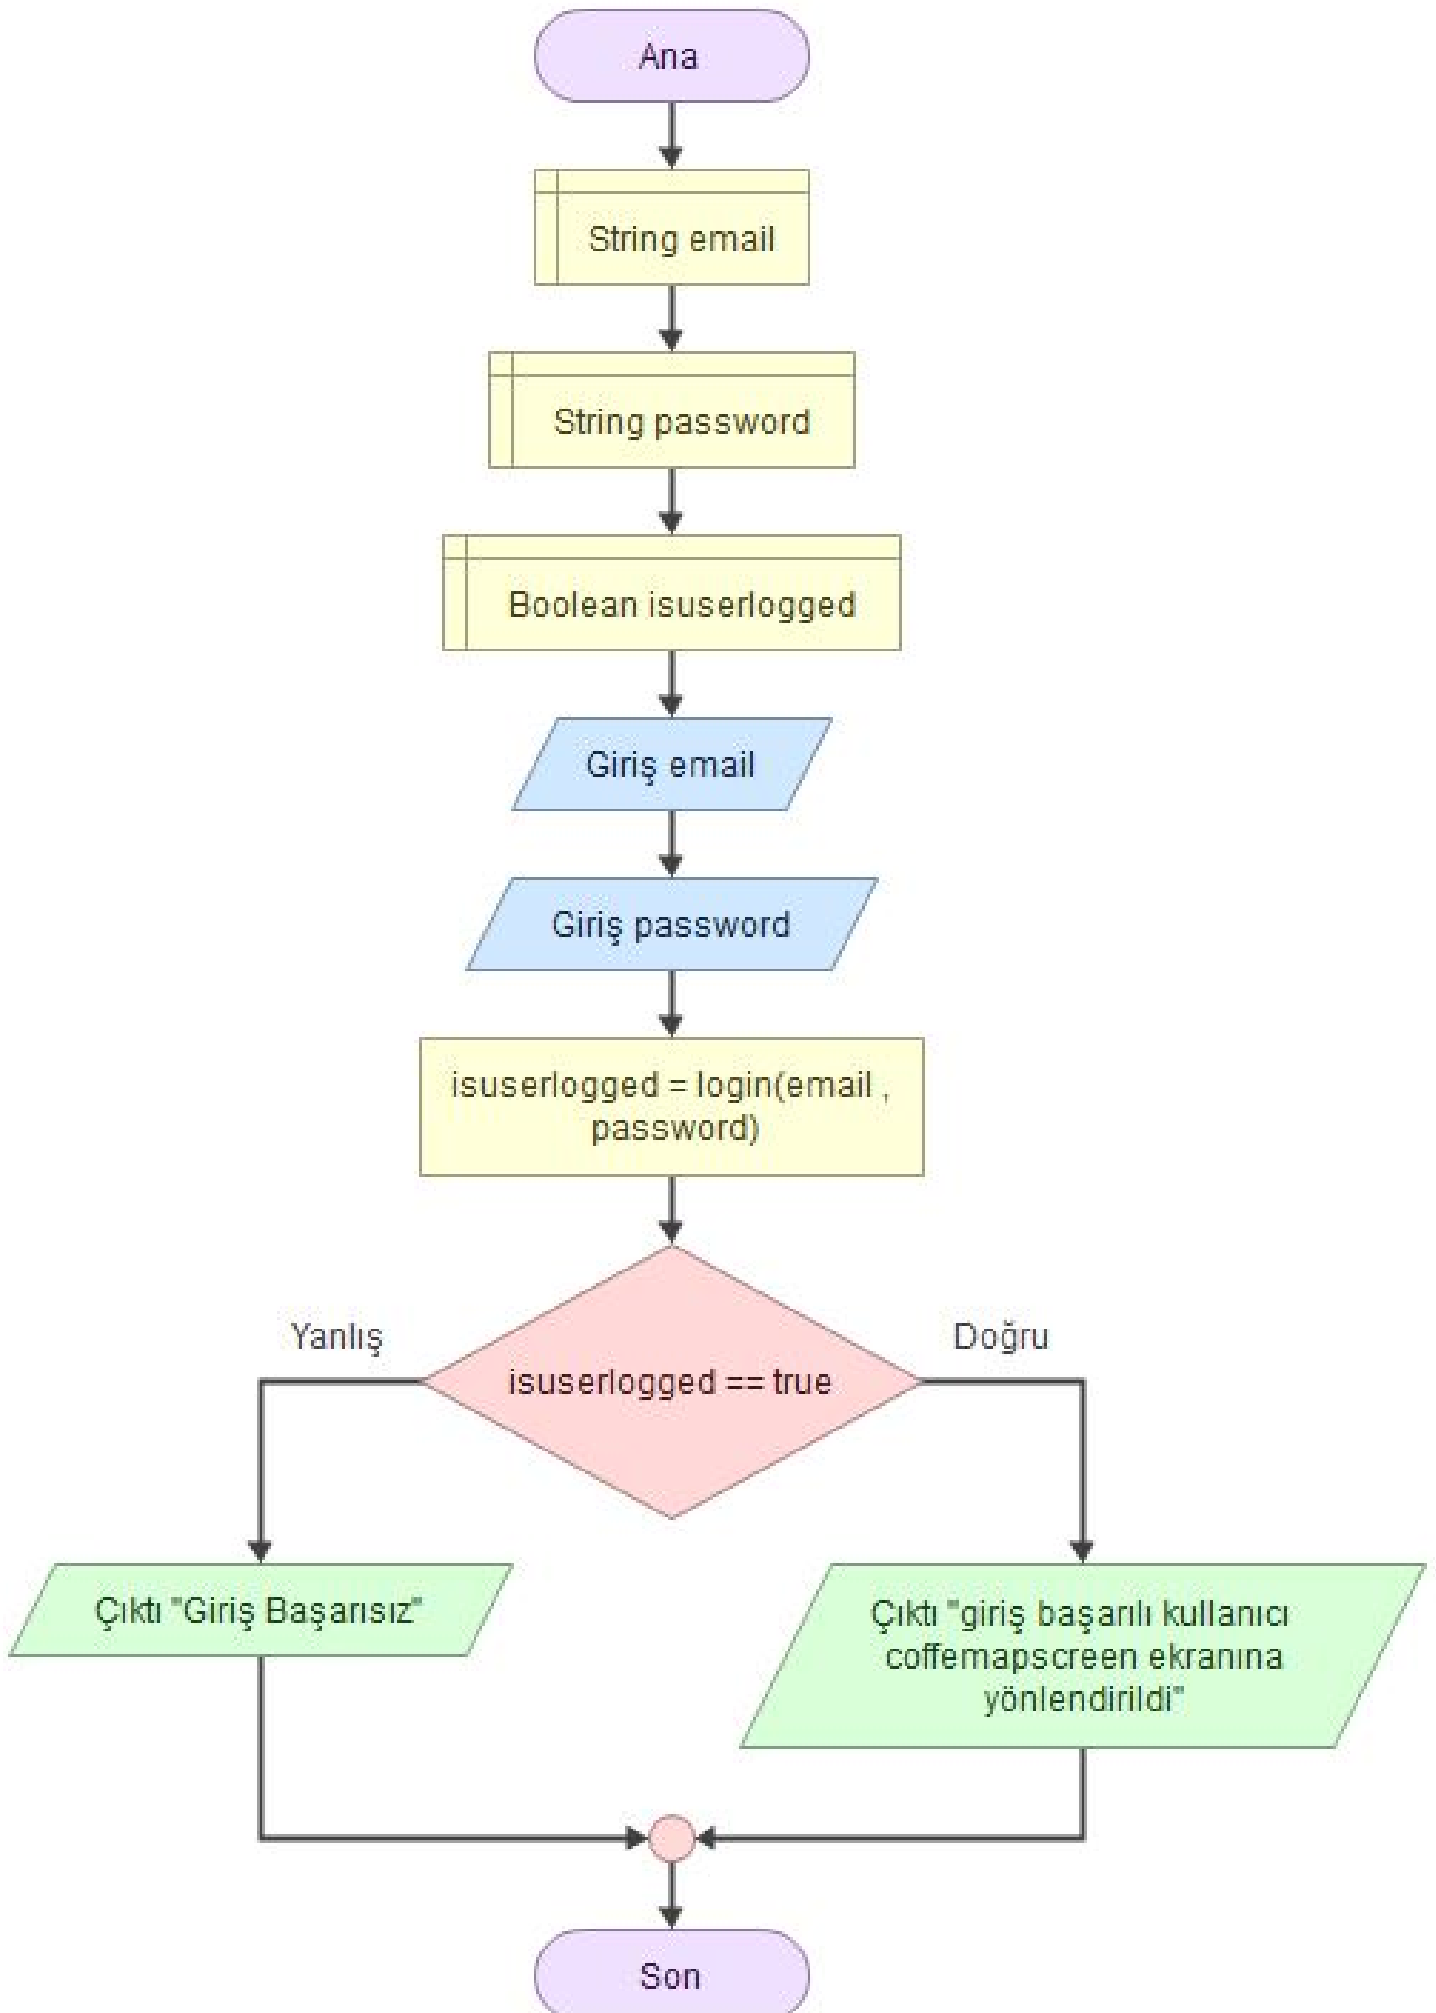 Ana
String email
String password
Boolean isuserlogged
Giriş email
Giriş password
isuserlogged = login(email ,
password)
Yanlış
Doğru
isuserlogged == true
Çıktı "Giriş Başarısız"
Çıktı "giriş başarılı kullanıcı
coffemapscreen ekranına
yönlendirildi"
Son